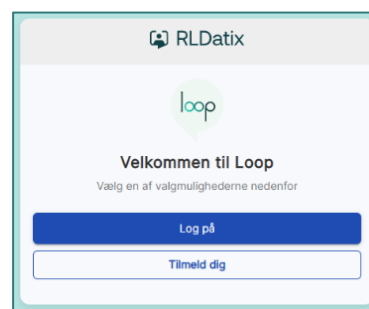 RLDatix
loop
Velkommen til Loop
Vælg en af valgmulighederne nedenfor
Log på
Tilmeld dig